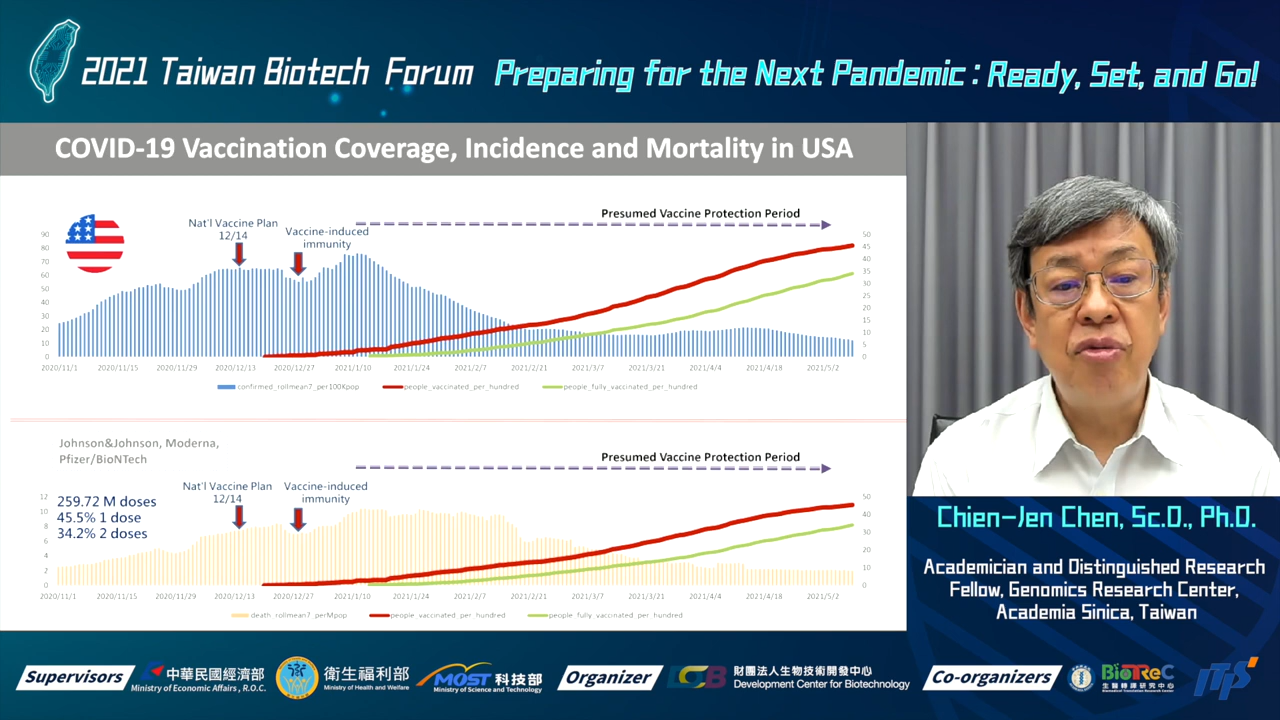 2021 Taiwan Biotech Forum Preparing for the Next Pandemic : Ready, Set, and Go!
COVID-19 Vaccination Coverage, Incidence and Mortality in USA
Presumed Vaccine Protection Period
Nat'l Vaccine Plan
12/14
Vaccine-induced
immunity
90
80
70
60
50
40
30
20
10
0
50
45
40
35
30
25
20
15
10
5
0
2020/11/1 2020/11/15 2020/11/29 2020/12/13 2020/12/27 2021/1/10 2021/1/24 2021/2/7 2021/2/21 2021/3/7 2021/3/21 2021/4/4 2021/4/18 2021/5/2
confirmed_rollmean7_per100Kpop people_vaccinated_per_hundred people_fully_vaccinated_per_hundred
Johnson&Johnson, Moderna,
Pfizer/BioNTech
Presumed Vaccine Protection Period
Nat'l Vaccine Plan
12/14
Vaccine-induced
immunity
259.72 M doses
45.5% 1 dose
34.2% 2 doses
12
10
8
6
4
2
0
50
40
30
20
10
0
2020/11/1 2020/11/15 2020/11/29 2020/12/13 2020/12/27 2021/1/10 2021/1/24 2021/2/7 2021/2/21 2021/3/7 2021/3/21 2021/4/4 2021/4/18 2021/5/2
death_rollmean7_perMpop people_vaccinated_per_hundred people_fully_vaccinated_per_hundred
Chien-Jen Chen, Sc.D., Ph.D.
Academician and Distinguished Research
Fellow, Genomics Research Center,
Academia Sinica, Taiwan
Supervisors
中華民國經濟部
Ministry of Economic Affairs , R.O.C.
衛生福利部
Ministry of Health and Welfare
MOST 科技部
Ministry of Science and Technology
Organizer
DCB
財團法人生物技術開發中心
Development Center for Biotechnology
Co-organizers
BioTReC
生醫轉譯研究中心
Biomedical Translation Research Center
ITIS